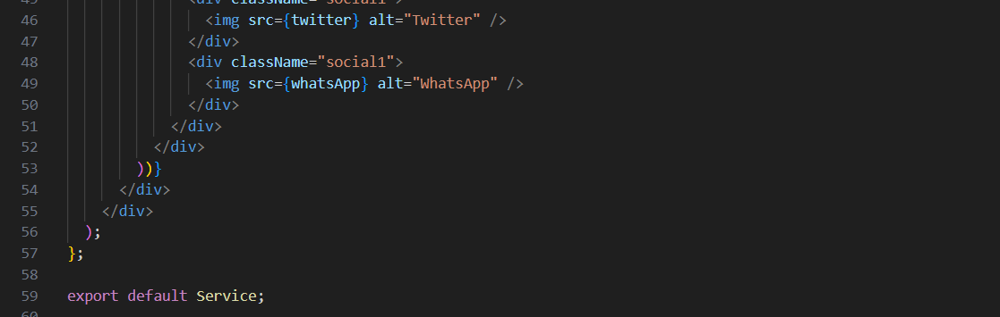 45 <div className="social1">
46 <img src={twitter} alt="Twitter" />
47 </div>
48 <div className="social1">
49 <img src={whatsApp} alt="WhatsApp" />
50 </div>
51 </div>
52 </div>
53 ))}
54 </div>
55 </div>
56 );
57 };
58
59 export default Service;
60